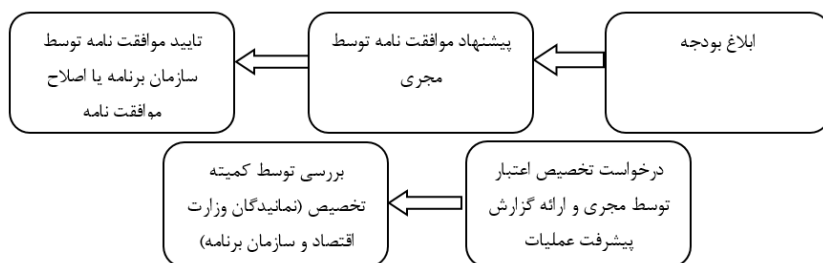 ابلاغ بودجه
پیشنهاد موافقت نامه توسط
مجری
تایید موافقت نامه توسط
سازمان برنامه یا اصلاح
موافقت نامه
درخواست تخصیص اعتبار
توسط مجری و ارائه گزارش
پیشرفت عملیات
بررسی توسط کمیته
تخصیص (نمانیدگان وزارت
اقتصاد و سازمان برنامه)